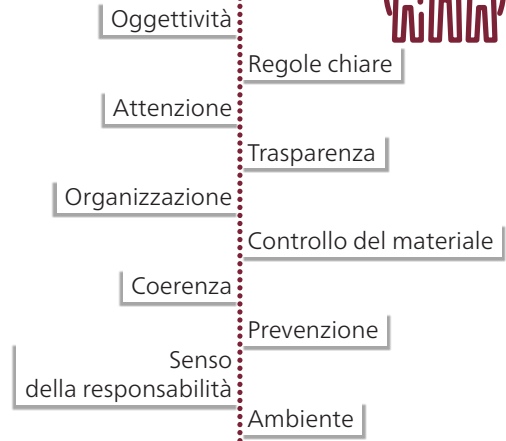 Oggettività
Regole chiare
Attenzione
Trasparenza
Organizzazione
Controllo del materiale
Coerenza
Prevenzione
Senso
della responsabilità
Ambiente